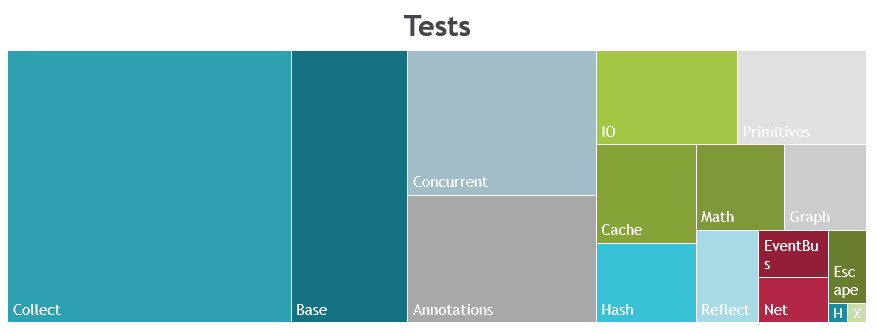 Tests
Collect
Base
Concurrent
Annotations
IO
Primitives
Cache
Math
Graph
Hash
Reflect
EventBu
s
Net
Esc
ape
H
X